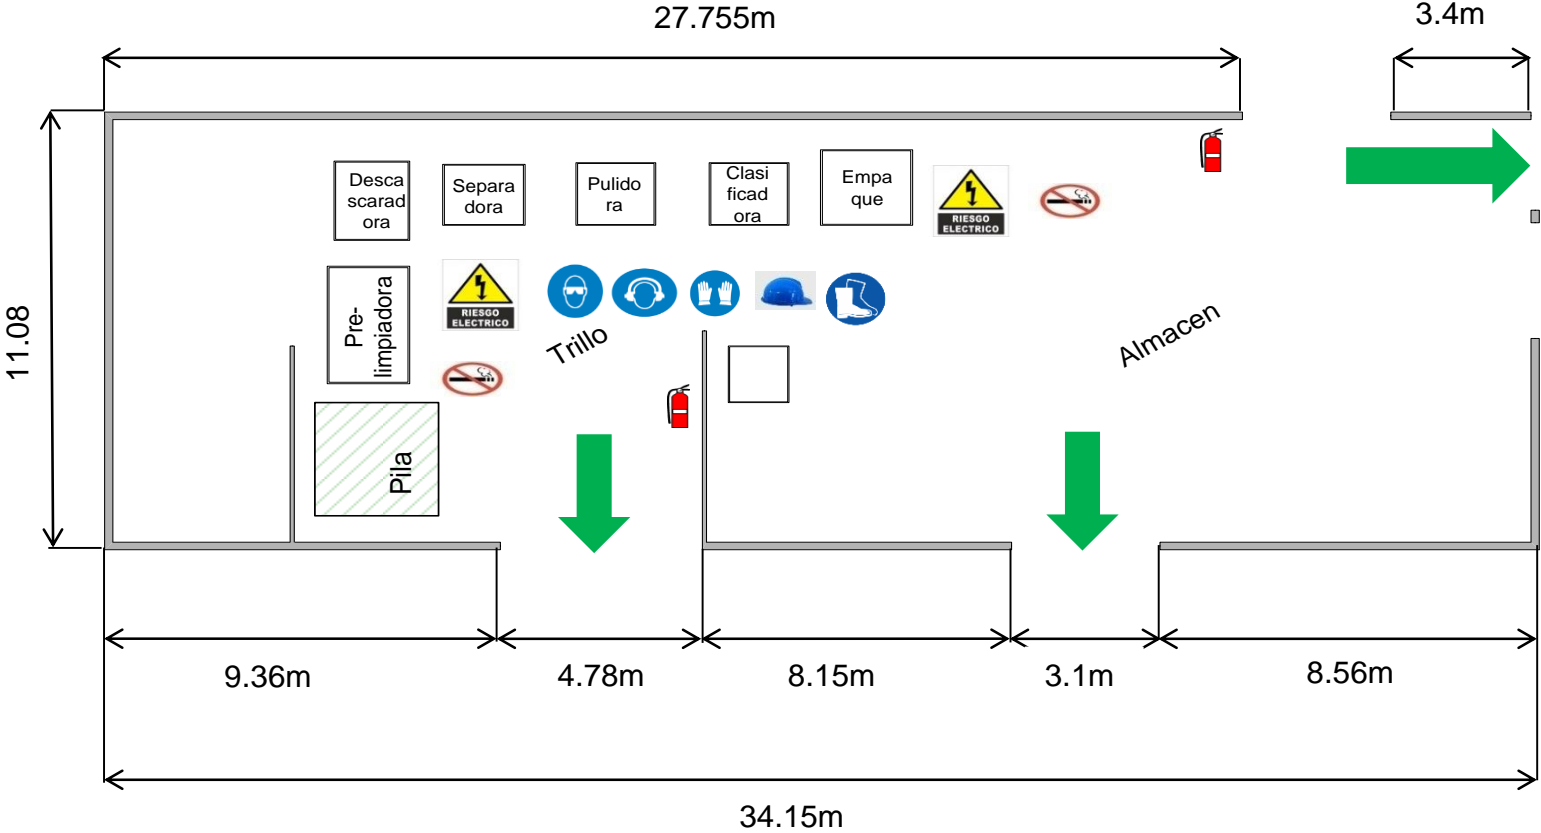 27.755m
3.4m
Desca
scarad
ora
Separa
dora
Pulido
ra
Clasi
ficad
ora
Empa
que
RIESGO
ELECTRICO
Pre-
limpiadora
RIESGO
ELECTRICO
Trillo
Almacen
11.08
Pila
9.36m
4.78m
8.15m
3.1m
8.56m
34.15m